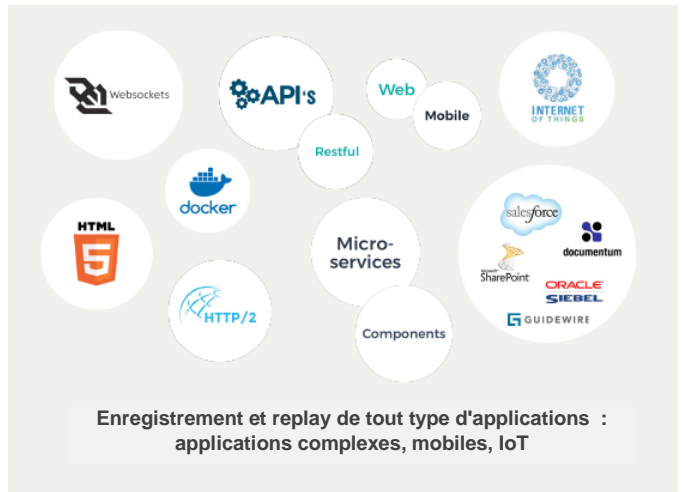 Websockets
API's
Restful
Web
Mobile
INTERNET
OF THINGS
docker
HTML
5
HTTP/2
Micro-
services
Components
salesforce
documentum
Microsoft
SharePoint
ORACLE
SIEBEL
GUIDEWIRE
Enregistrement et replay de tout type d'applications :
applications complexes, mobiles, IoT